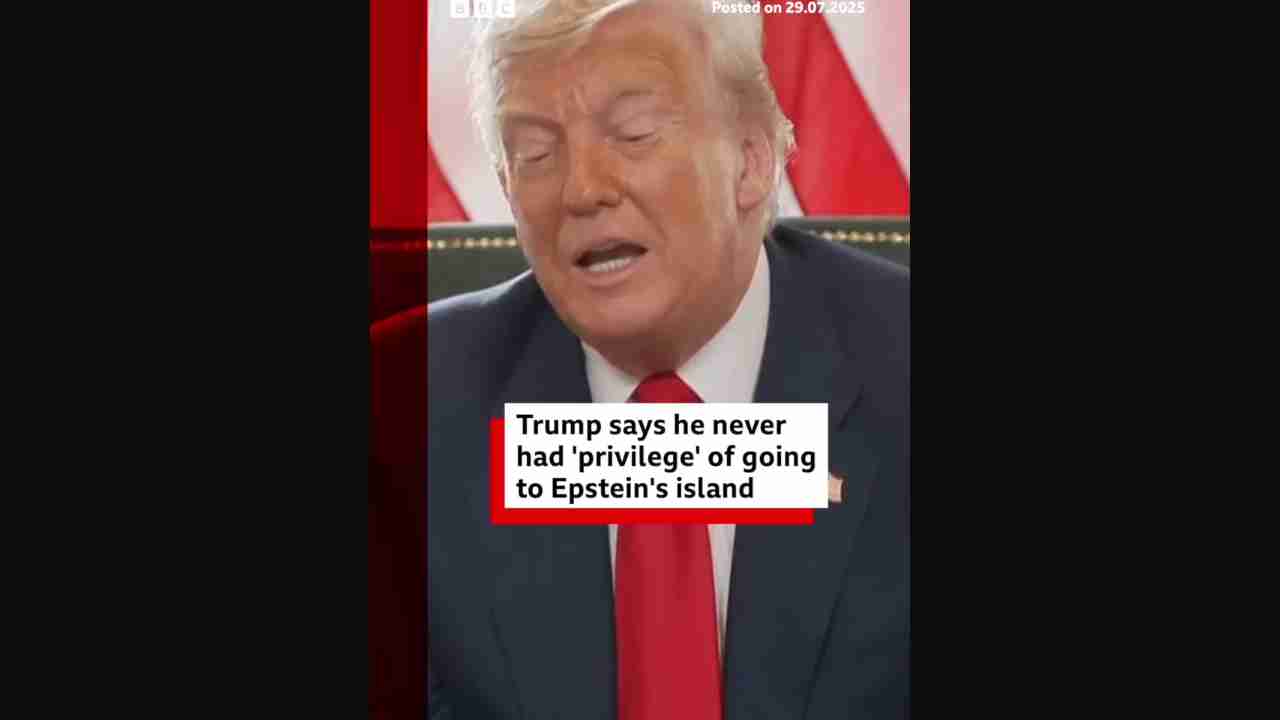 BBC
Posted on 29.07.2025
Trump says he never
had 'privilege' of going
to Epstein's island